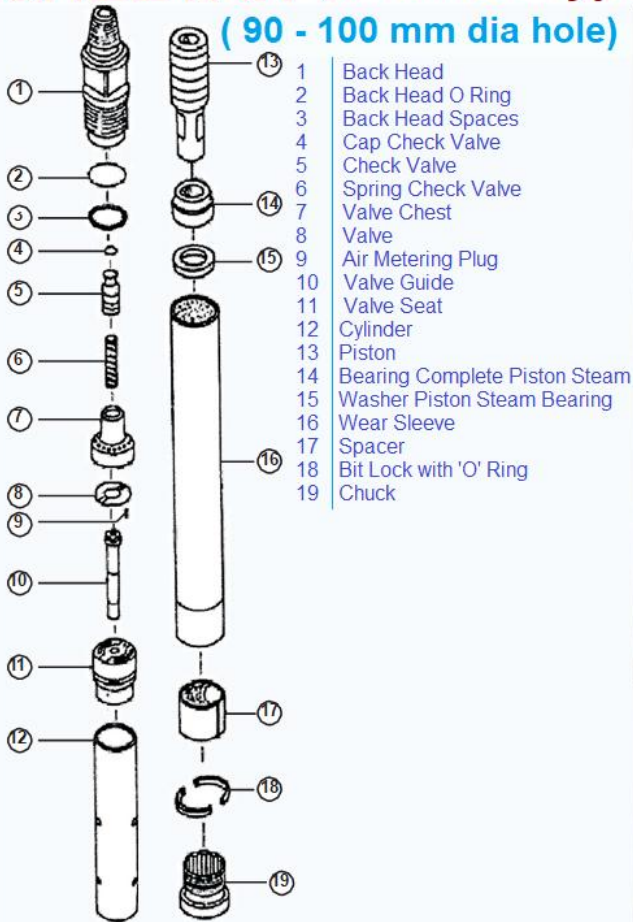 ( 90 - 100 mm dia hole)
1 Back Head
2 Back Head O Ring
3 Back Head Spaces
4 Cap Check Valve
5 Check Valve
6 Spring Check Valve
7 Valve Chest
8 Valve
9 Air Metering Plug
10 Valve Guide
11 Valve Seat
12 Cylinder
13 Piston
14 Bearing Complete Piston Steam
15 Washer Piston Steam Bearing
16 Wear Sleeve
17 Spacer
18 Bit Lock with 'O' Ring
19 Chuck
1
2
3
4
5
6
7
8
9
10
11
12
13
14
15
16
17
18
19